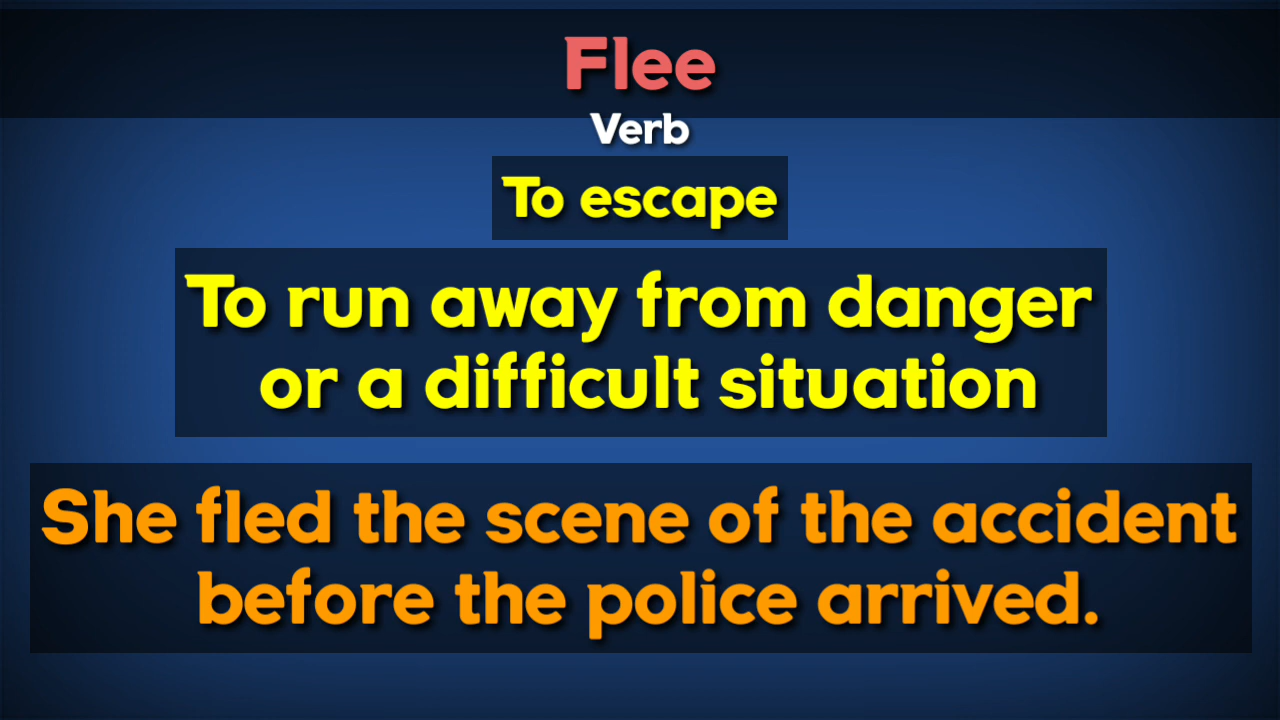 Flee
Verb
To escape
To run away from danger
or a difficult situation
She fled the scene of the accident
before the police arrived.